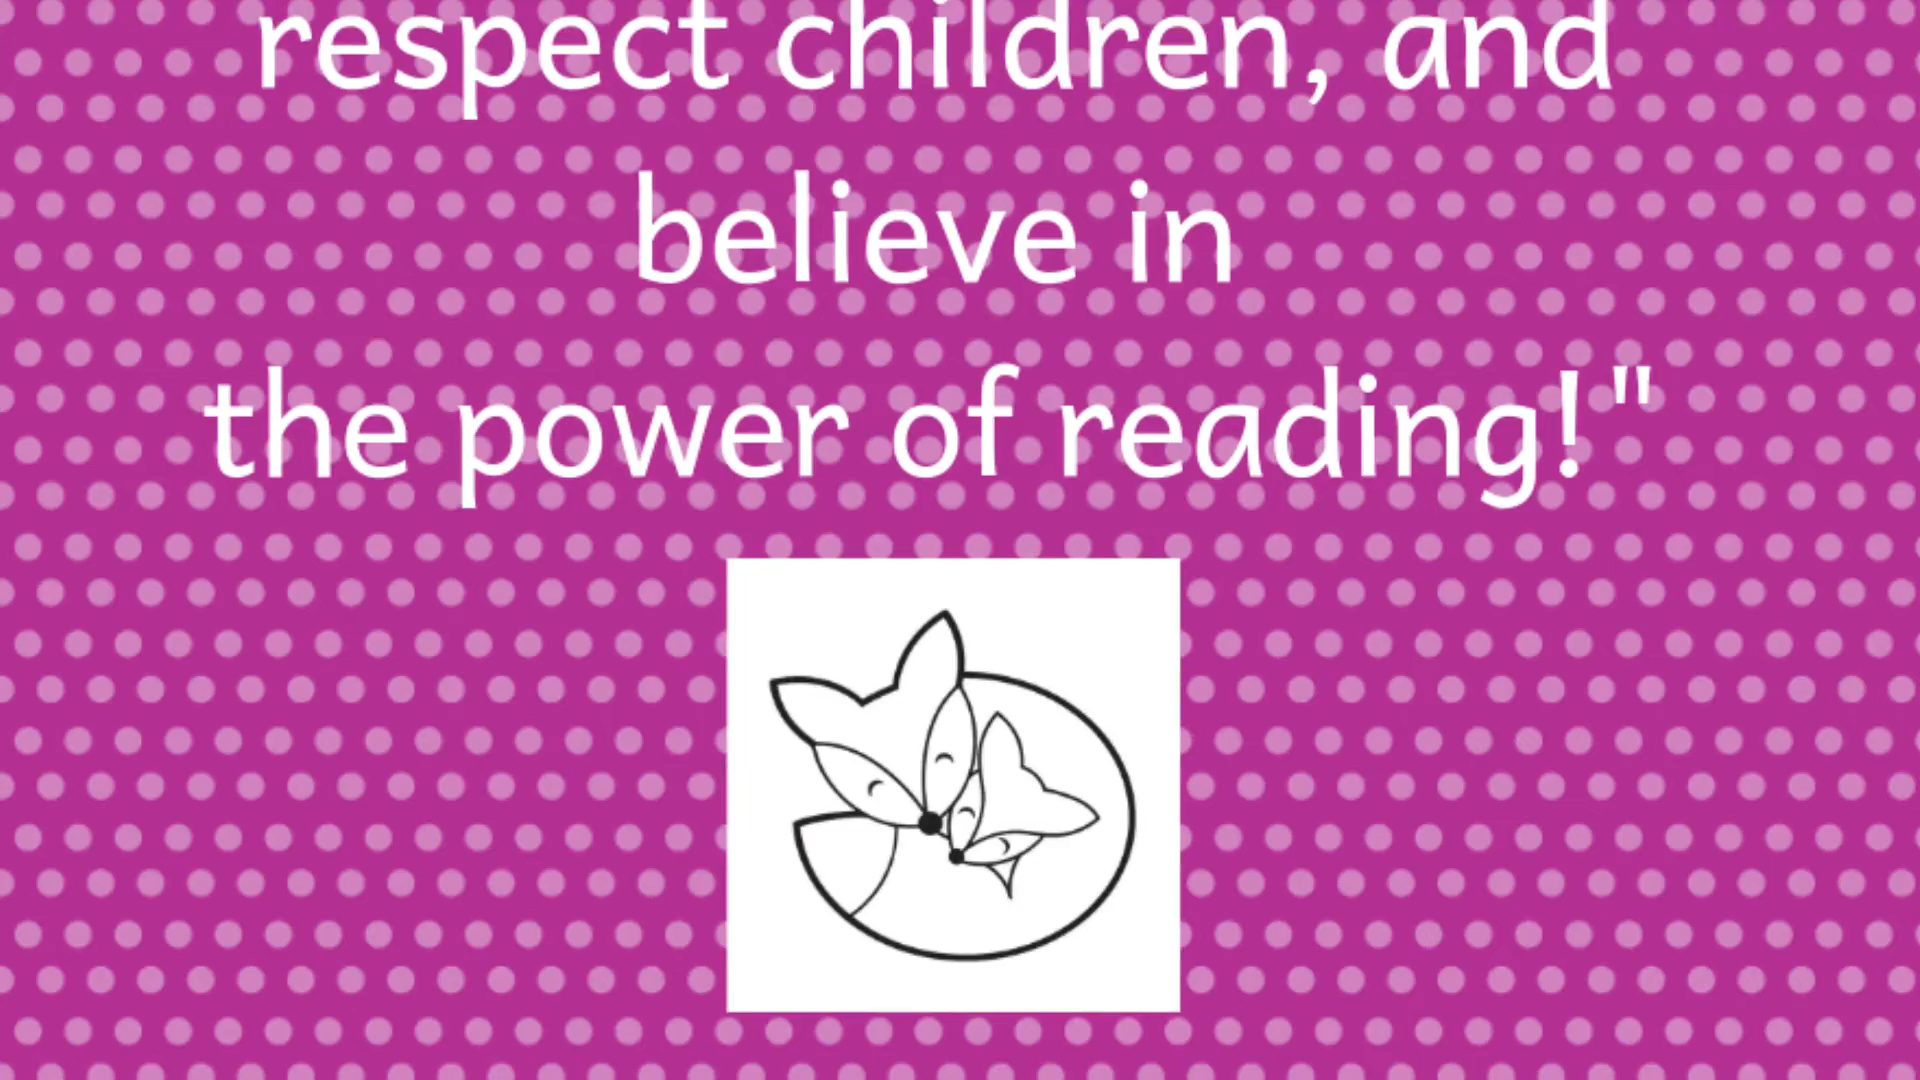 respect children, and
believe in
the power of reading!"